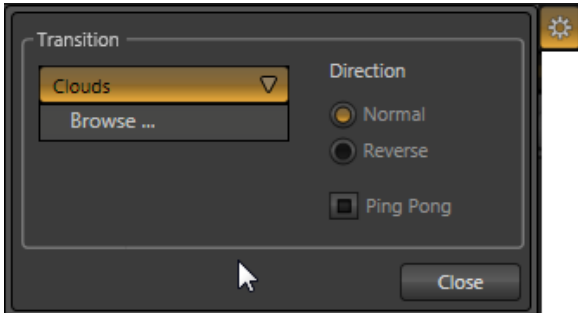 Transition
Clouds
Browse ...
Direction
Normal
Reverse
Ping Pong
Close